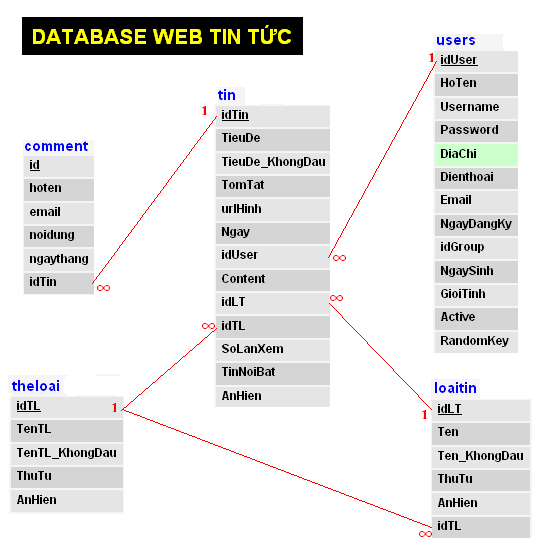 DATABASE WEB TIN TỨC
comment
id
hoten
email
noidung
ngaythang
idTin
∞
tin
1
idTin
TieuDe
TieuDe_KhongDau
TomTat
urlHinh
Ngay
idUser
∞
Content
idLT
∞
idTL
∞
SoLanXem
TinNoiBat
AnHien
users
1
idUser
HoTen
Username
Password
DiaChi
Dienthoai
Email
NgayDangKy
idGroup
NgaySinh
GioiTinh
Active
RandomKey
theloai
idTL
1
TenTL
TenTL_KhongDau
ThuTu
AnHien
loaitin
1
idLT
Ten
Ten_KhongDau
ThuTu
AnHien
idTL
∞